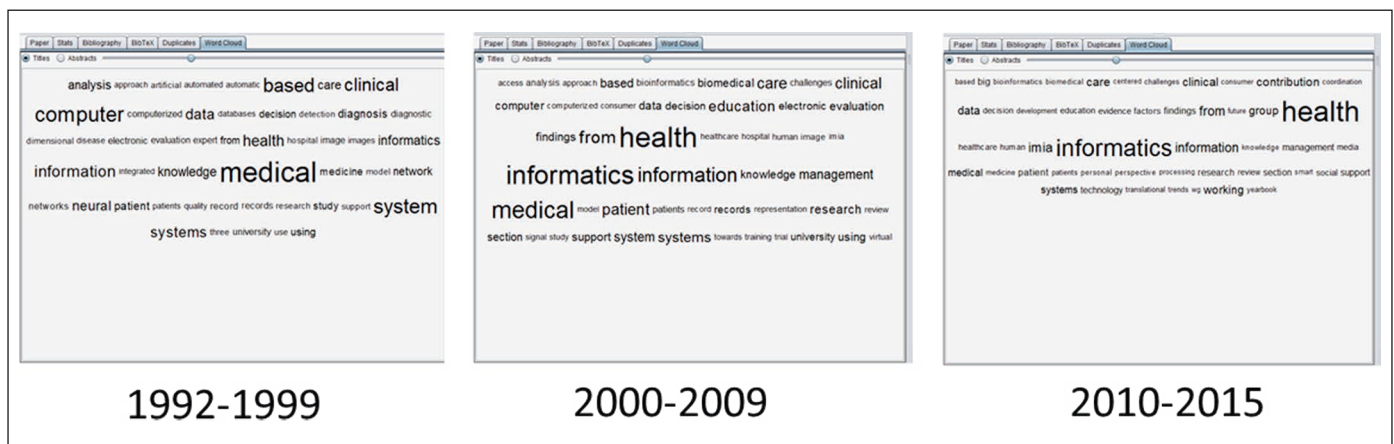 Paper Stats Bibliography BibTeX Duplicates Word Cloud
Titles Abstracts
analysis approach artificial automated automatic based care clinical
computer computerized data databases decision detection diagnosis diagnostic
dimensional disease electronic evaluation expert from health hospital image images informatics
information integrated knowledge medical medicine model network
networks neural patient patients quality record records research study support system
systems three university use using
1992-1999
Paper Stats Bibliography BibTeX Duplicates Word Cloud
Titles Abstracts
access analysis approach based bioinformatics biomedical care challenges clinical
computer computerized consumer data decision education electronic evaluation
findings from health healthcare hospital human image imia
informatics information knowledge management
medical model patient patients record records representation research review
section signal study support system systems towards training trial university using virtual
2000-2009
Paper Stats Bibliography BibTeX Duplicates Word Cloud
Titles Abstracts
based big bioinformatics biomedical care centered challenges clinical consumer contribution coordination
data decision development education evidence factors findings from future group health
healthcare human imia informatics information knowledge management media
medical medicine patient patients personal perspective processing research review section smart social support
systems technology translational trends wg working yearbook
2010-2015